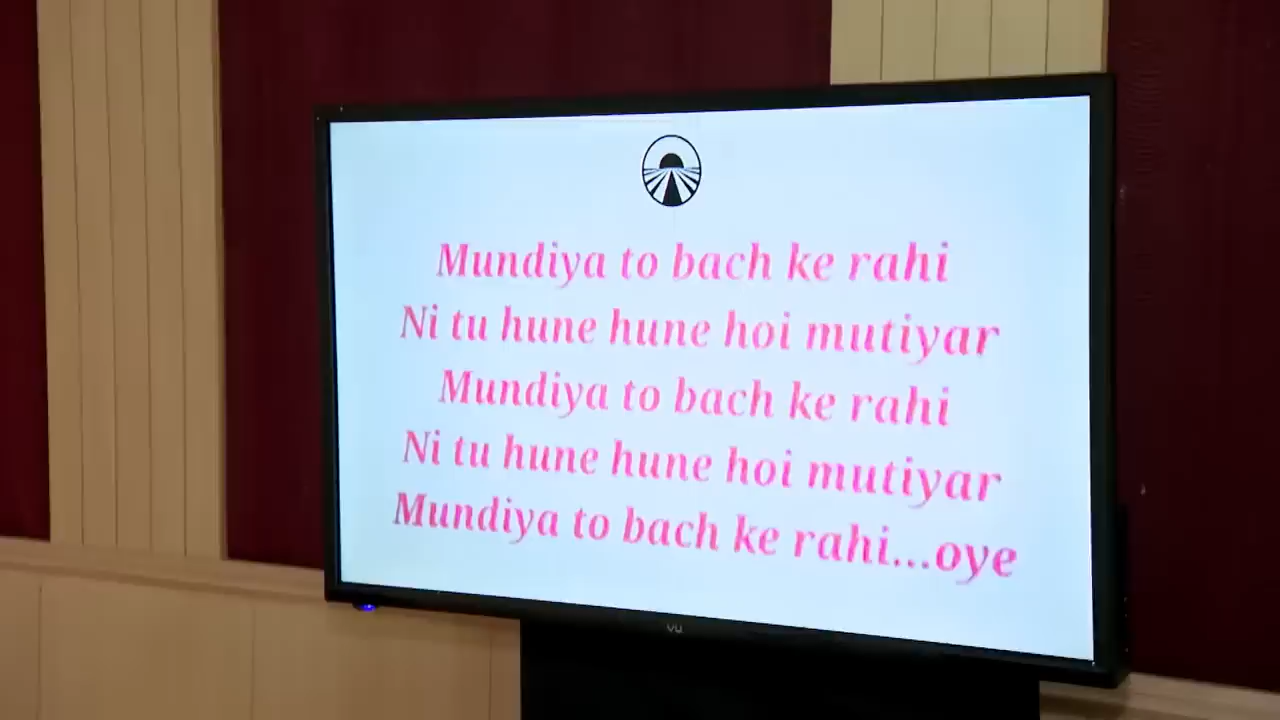 Mundiya to bach ke rahi
Ni tu hune hune hoi mutiyar
Mundiya to bach ke rahi
Ni tu hune hune hoi mutiyar
Mundiya to bach ke rahi...oye
VU